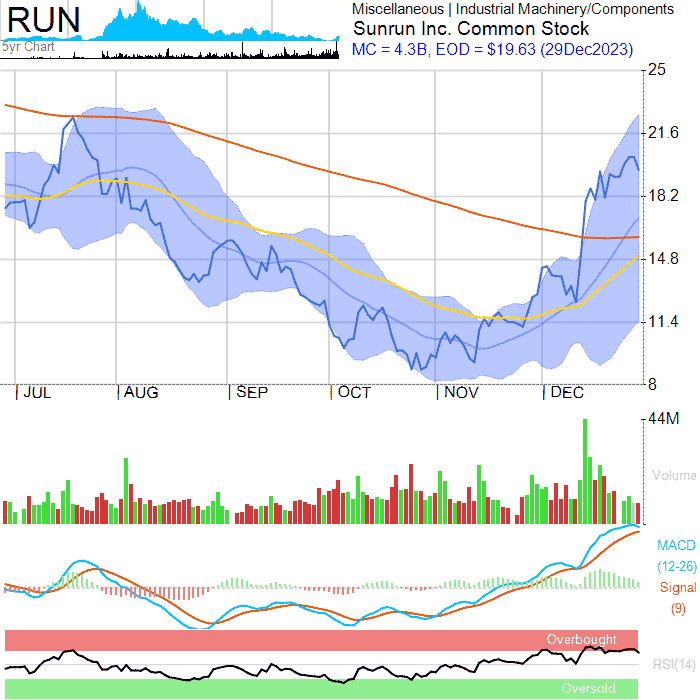 RUN
5yr Chart
Miscellaneous | Industrial Machinery/Components
Sunrun Inc. Common Stock
MC = 4.3B, EOD = $19.63 (29Dec2023)
25
21.6
18.2
14.8
11.4
8
JUL AUG SEP OCT NOV DEC
44M
Volume
MACD
(12-26)
Signal
(9)
Overbought
RSI(14)
Oversold